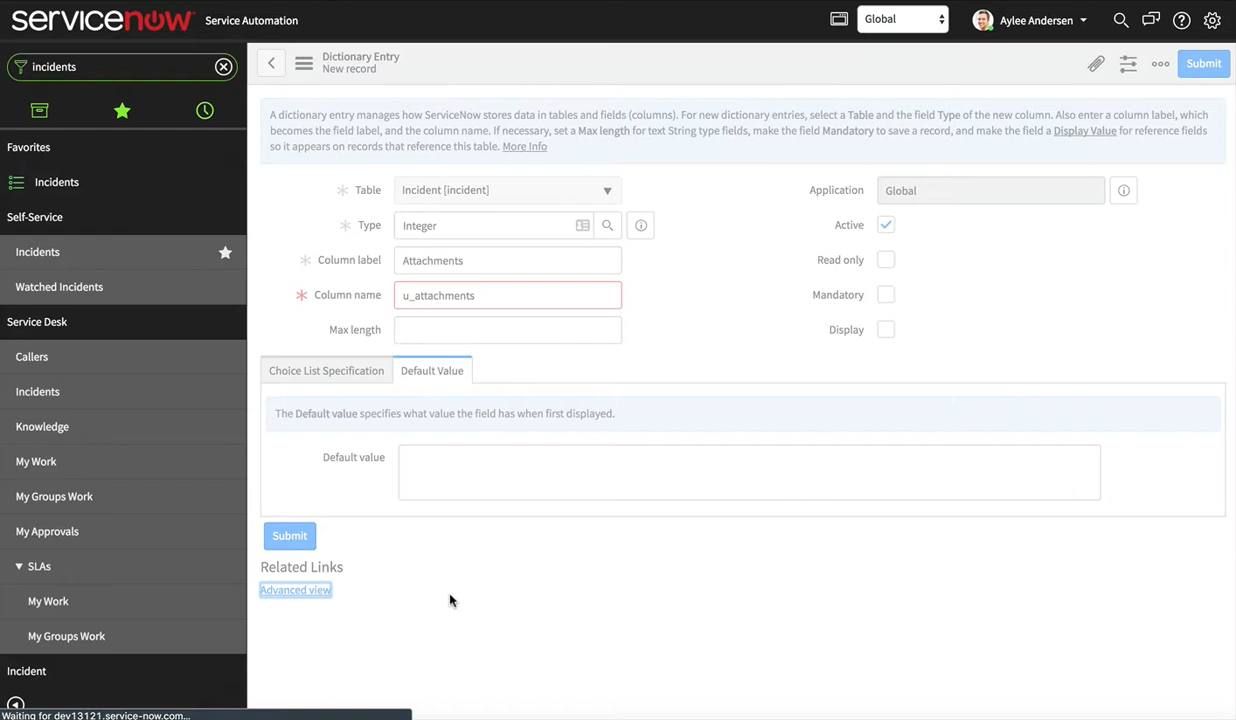 servicenow Service Automation
Global
Aylee Andersen
incidents
Favorites
Incidents
Self-Service
Incidents
Watched Incidents
Service Desk
Callers
Incidents
Knowledge
My Work
My Groups Work
My Approvals
SLAs
My Work
My Groups Work
Incident
Waiting for dev13121.service-now.com...
Dictionary Entry
New record
Submit
A dictionary entry manages how ServiceNow stores data in tables and fields (columns). For new dictionary entries, select a Table and the field Type of the new column. Also enter a column label, which
becomes the field label, and the column name. If necessary, set a Max length for text String type fields, make the field Mandatory to save a record, and make the field a Display Value for reference fields
so it appears on records that reference this table. More Info
Table Incident [incident]
Type Integer
Column label Attachments
Column name u_attachments
Max length
Application Global
Active
Read only
Mandatory
Display
Choice List Specification Default Value
The Default value specifies what value the field has when first displayed.
Default value
Submit
Related Links
Advanced view